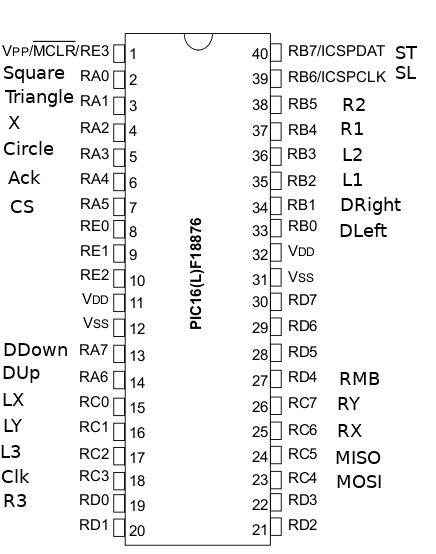 VPP/MCLR/RE3 1 40 RB7/ICSPDAT ST
Square RA0 2 39 RB6/ICSPCLK SL
Triangle RA1 3 38 RB5 R2
X RA2 4 37 RB4 R1
Circle RA3 5 36 RB3 L2
Ack RA4 6 35 RB2 L1
CS RA5 7 34 RB1 DRight
RE0 8 33 RB0 DLeft
RE1 9 32 VDD
RE2 10 31 VSS
VDD 11 30 RD7
VSS 12 29 RD6
DDown RA7 13 28 RD5
DUp RA6 14 27 RD4 RMB
LX RC0 15 26 RC7 RY
LY RC1 16 25 RC6 RX
L3 RC2 17 24 RC5 MISO
Clk RC3 18 23 RC4 MOSI
R3 RD0 19 22 RD3
RD1 20 21 RD2
PIC16(L)F18876